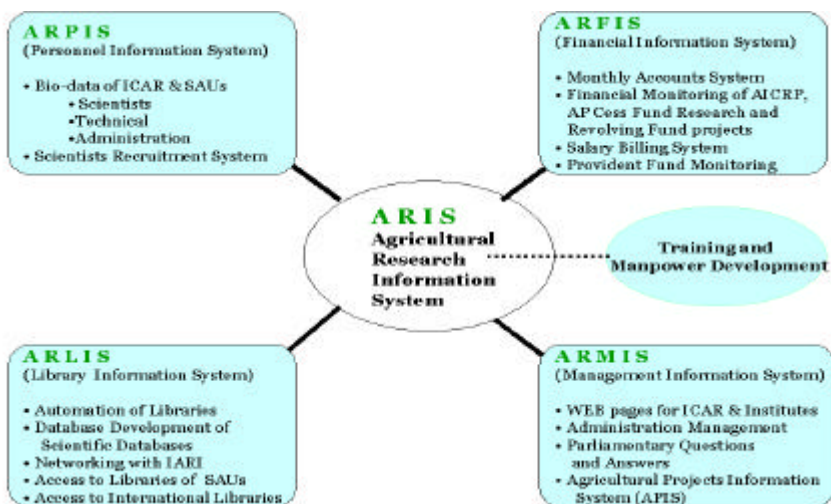 ARPIS
(Personnel Information System)
• Bio-data of ICAR & SAUs
• Scientists
• Technical
• Administration
• Scientists Recruitment System
ARFIS
(Financial Information System)
• Monthly Accounts System
• Financial Monitoring of AICRP,
AP Cess Fund Research and
Revolving Fund projects
• Salary Billing System
• Provident Fund Monitoring
ARIS
Agricultural
Research
Information
System
Training and
Manpower Development
ARLIS
(Library Information System)
• Automation of Libraries
• Database Development of
Scientific Databases
• Networking with IARI
• Access to Libraries of SAUs
• Access to International Libraries
ARMIS
(Management Information System)
• WEB pages for ICAR & Institutes
• Administration Management
• Parliamentary Questions
and Answers
• Agricultural Projects Information
System (APIS)